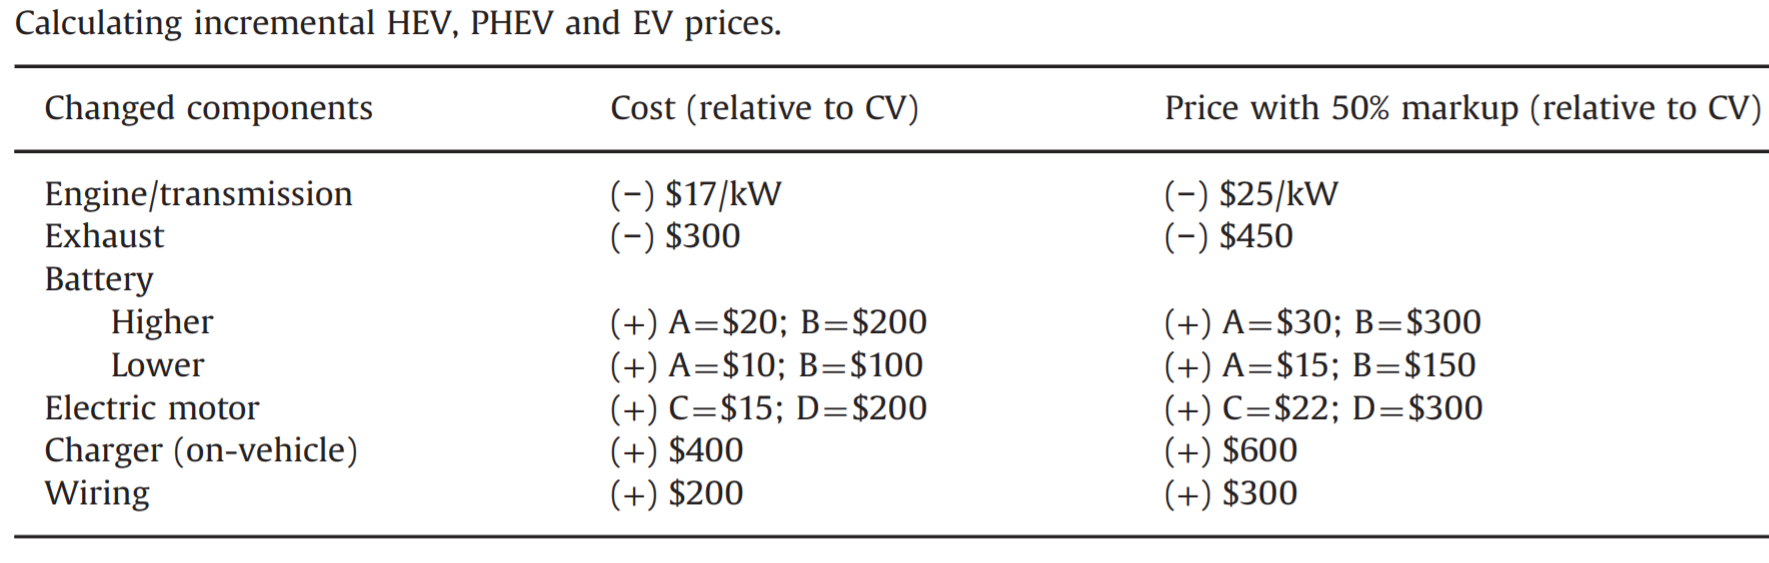 Calculating incremental HEV, PHEV and EV prices.
Changed components Cost (relative to CV) Price with 50% markup (relative to CV)
Engine/transmission (−) $17/kW (−) $25/kW
Exhaust (−) $300 (−) $450
Battery
Higher (+) A=$20; B=$200 (+) A=$30; B=$300
Lower (+) A=$10; B=$100 (+) A=$15; B=$150
Electric motor (+) C=$15; D=$200 (+) C=$22; D=$300
Charger (on-vehicle) (+) $400 (+) $600
Wiring (+) $200 (+) $300